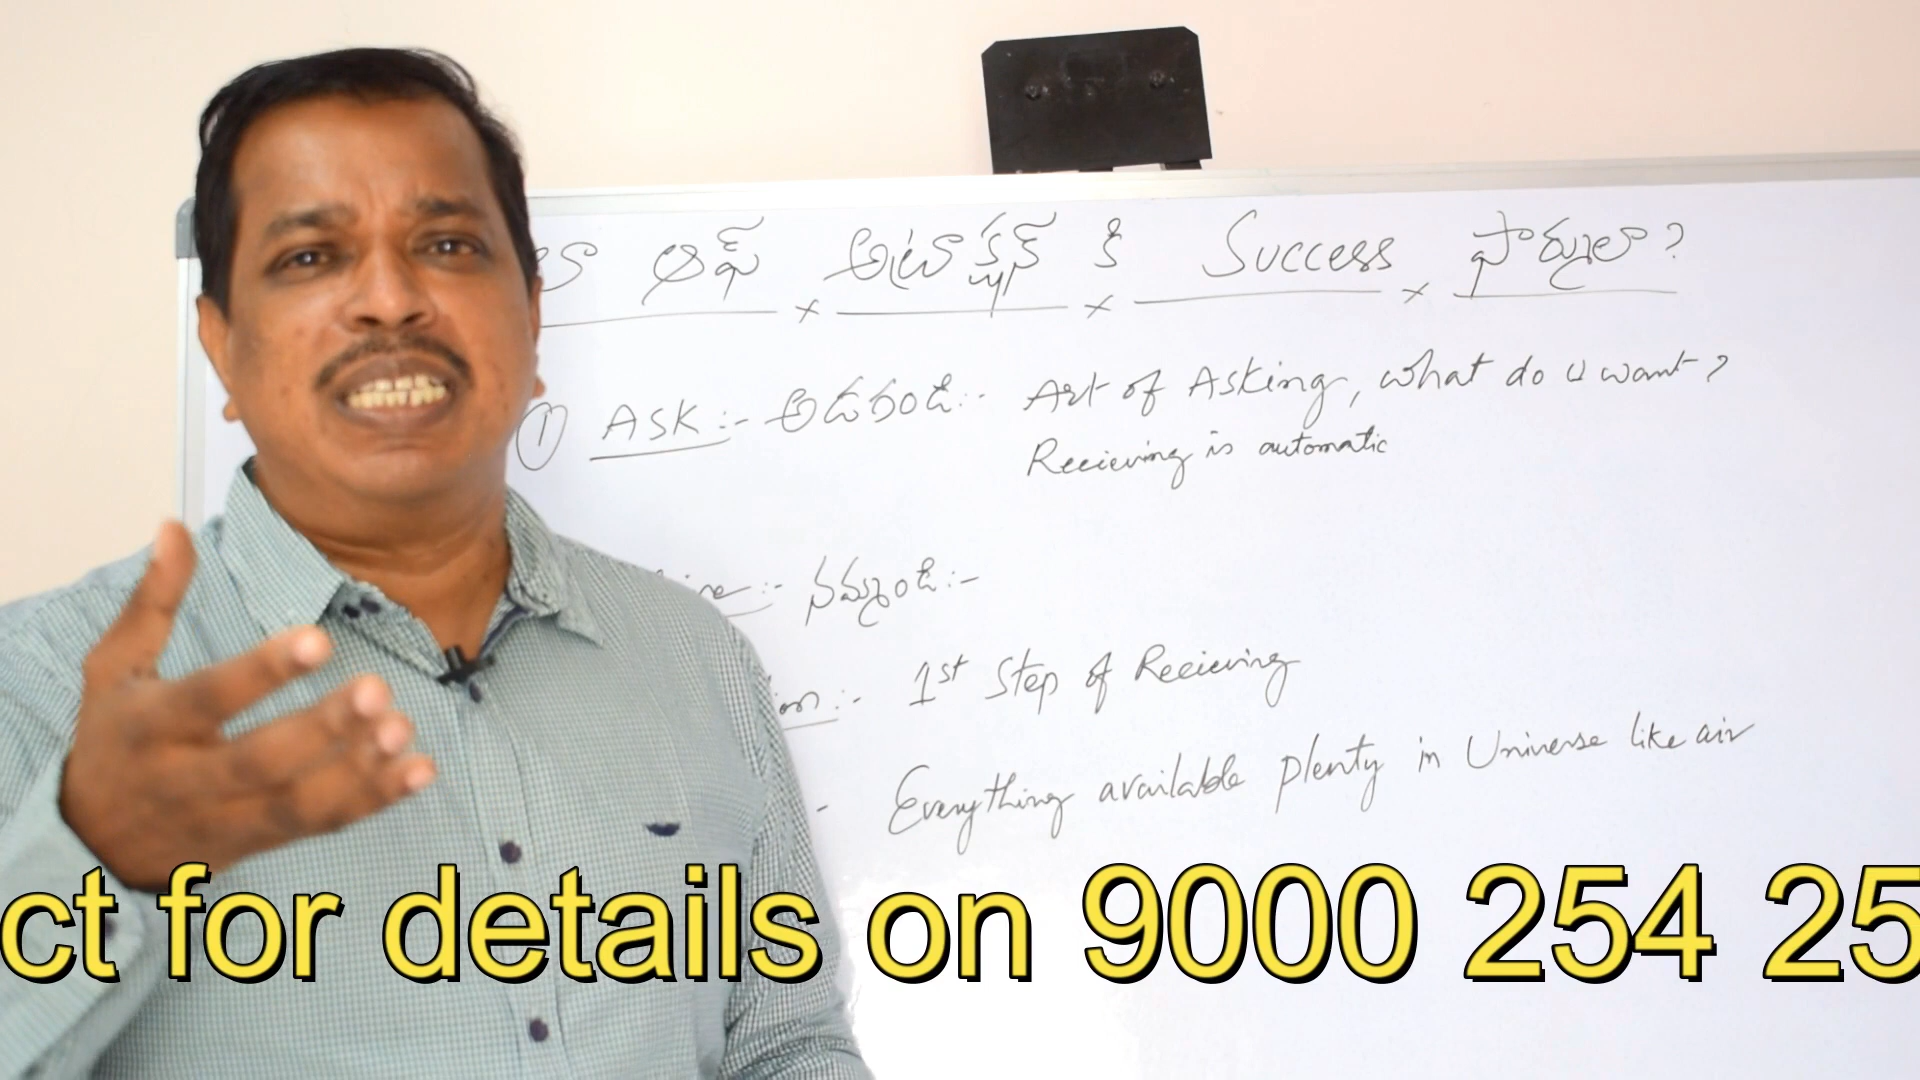 లా ఆఫ్ అట్రాక్షన్ కి Success ఫార్ములా?
① ASK:- అడగండి:- Art of Asking, what do u want?
Recieving is automatic
నమ్మండి:-
1st Step of Recieving
- Everything available plenty in Universe like air
ct for details on 9000 254 25